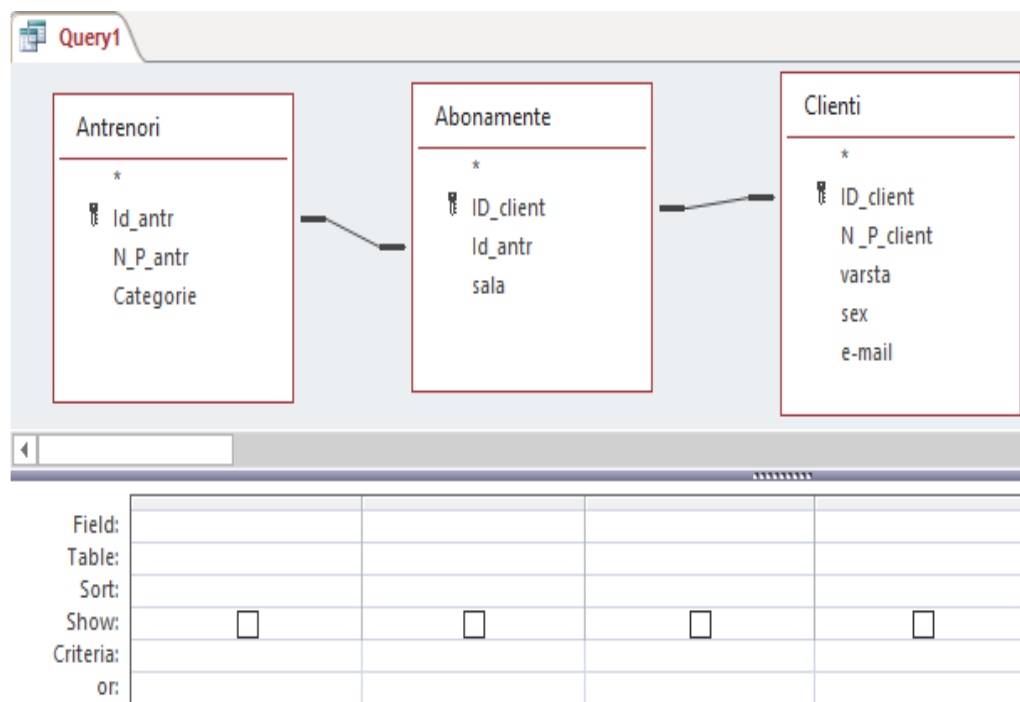 Query1
Antrenori
*
Id_antr
N_P_antr
Categorie
Abonamente
*
ID_client
Id_antr
sala
Clienti
*
ID_client
N _P_client
varsta
sex
e-mail
Field:
Table:
Sort:
Show:
Criteria:
or: